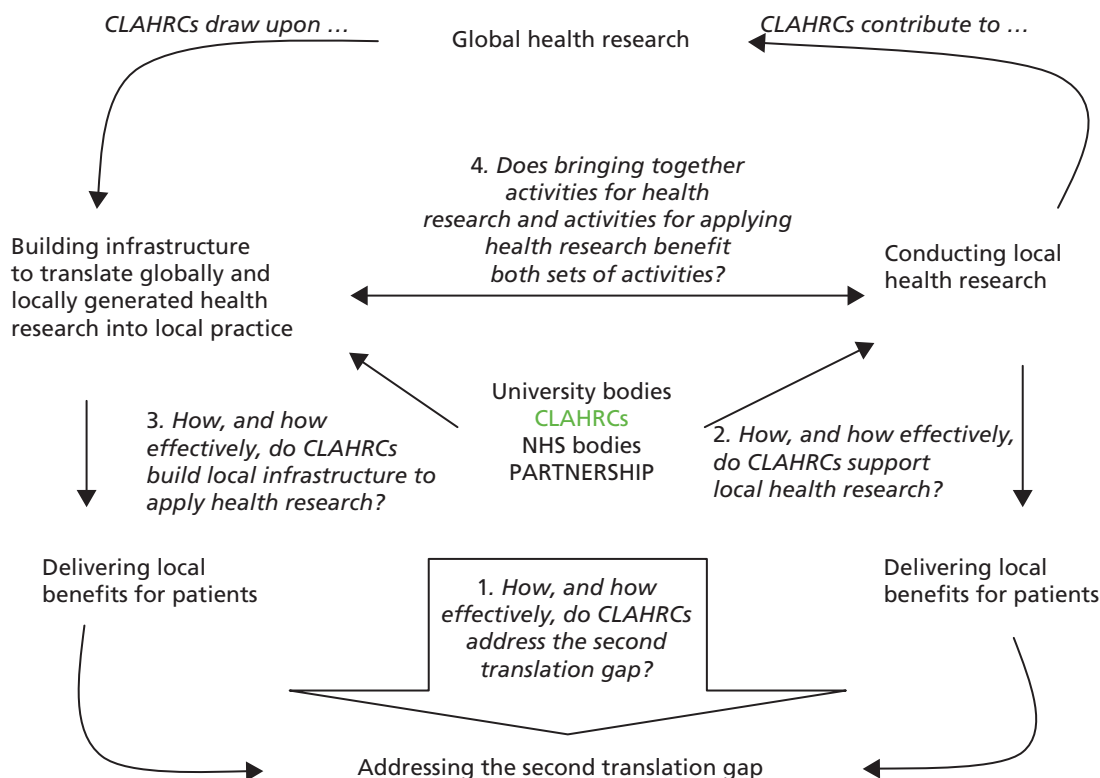 CLAHRCs draw upon …
Global health research
CLAHRCs contribute to …
4. Does bringing together
activities for health
research and activities for applying
health research benefit
both sets of activities?
Building infrastructure
to translate globally and
locally generated health
research into local practice
Conducting local
health research
University bodies
CLAHRCs
NHS bodies
PARTNERSHIP
3. How, and how
effectively, do CLAHRCs
build local infrastructure to
apply health research?
2. How, and how effectively,
do CLAHRCs support
local health research?
Delivering local
benefits for patients
1. How, and how
effectively, do CLAHRCs
address the second
translation gap?
Delivering local
benefits for patients
Addressing the second translation gap